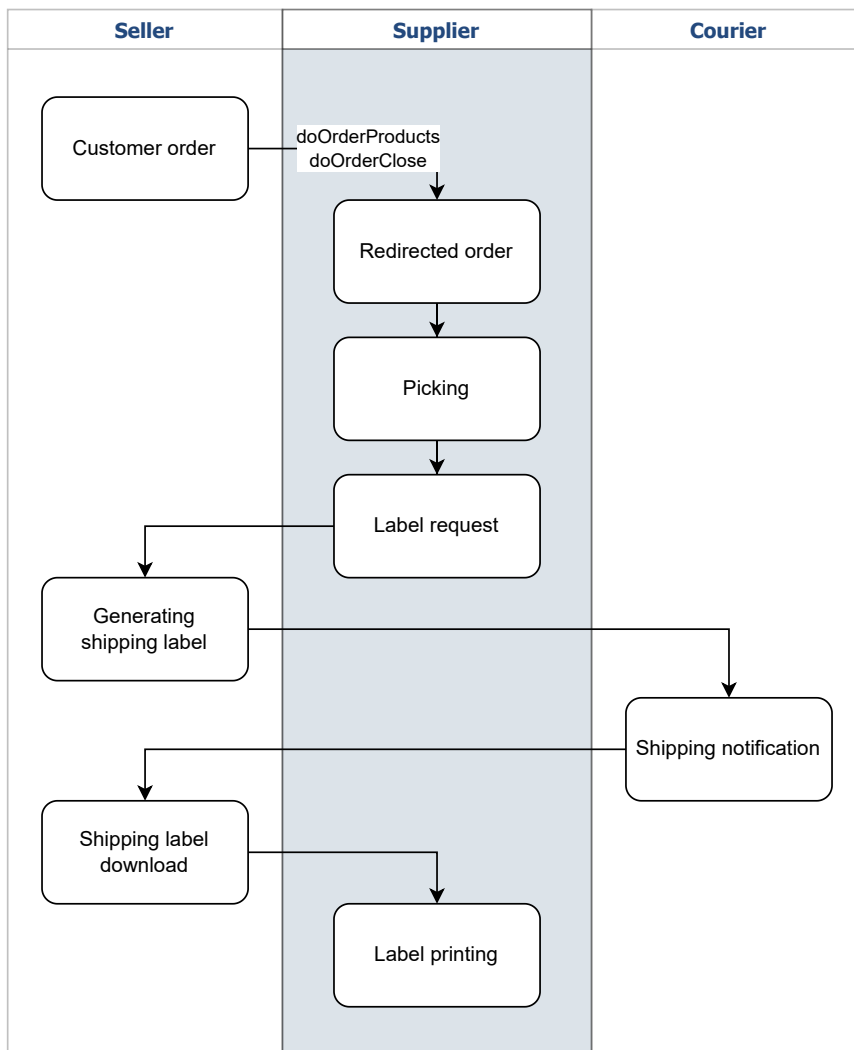 Seller
Supplier
Courier
Customer order
doOrderProducts
doOrderClose
Redirected order
Picking
Label request
Generating
shipping label
Shipping notification
Shipping label
download
Label printing